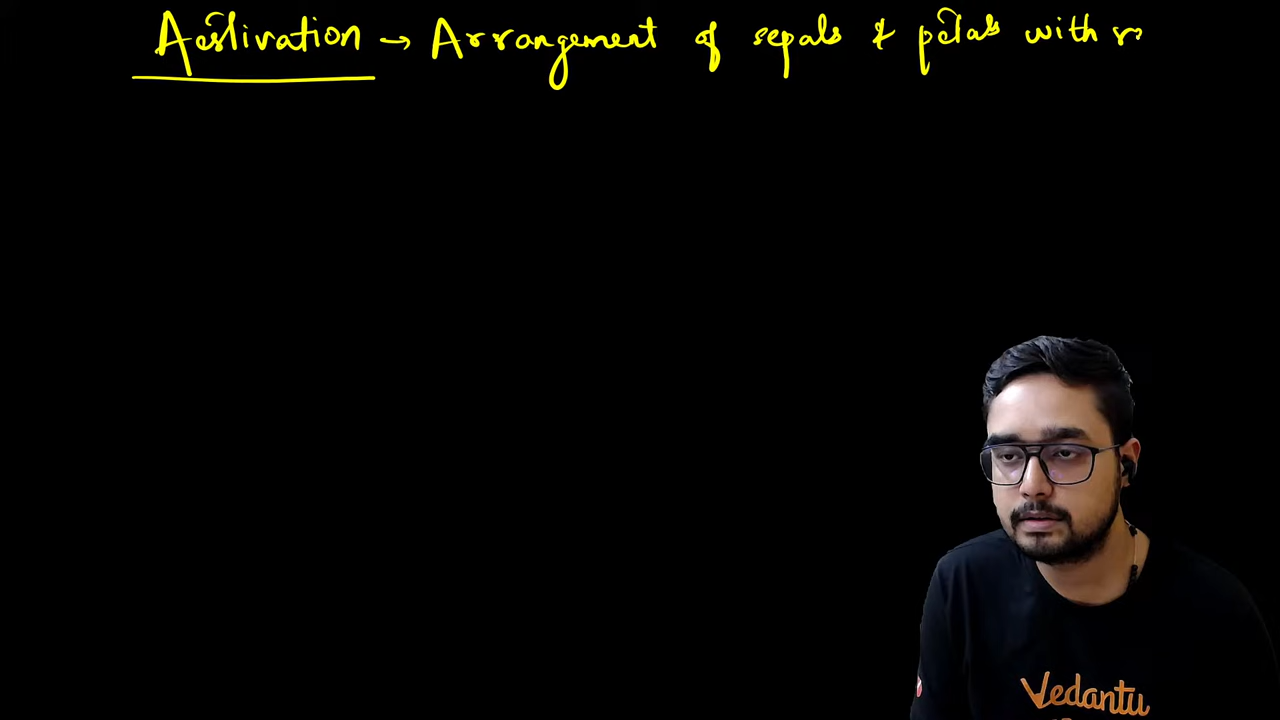 Aestivation → Arrangement of sepals & petals with
Vedantu